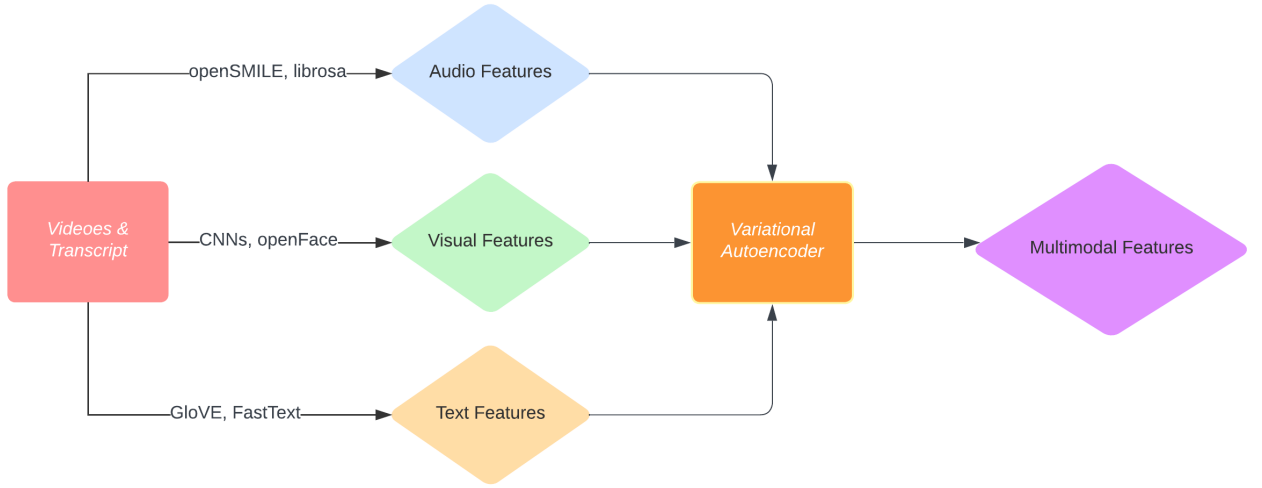 openSMILE, librosa
Audio Features
Videoes &
Transcript
CNNs, openFace
Visual Features
Variational
Autoencoder
Multimodal Features
GloVE, FastText
Text Features